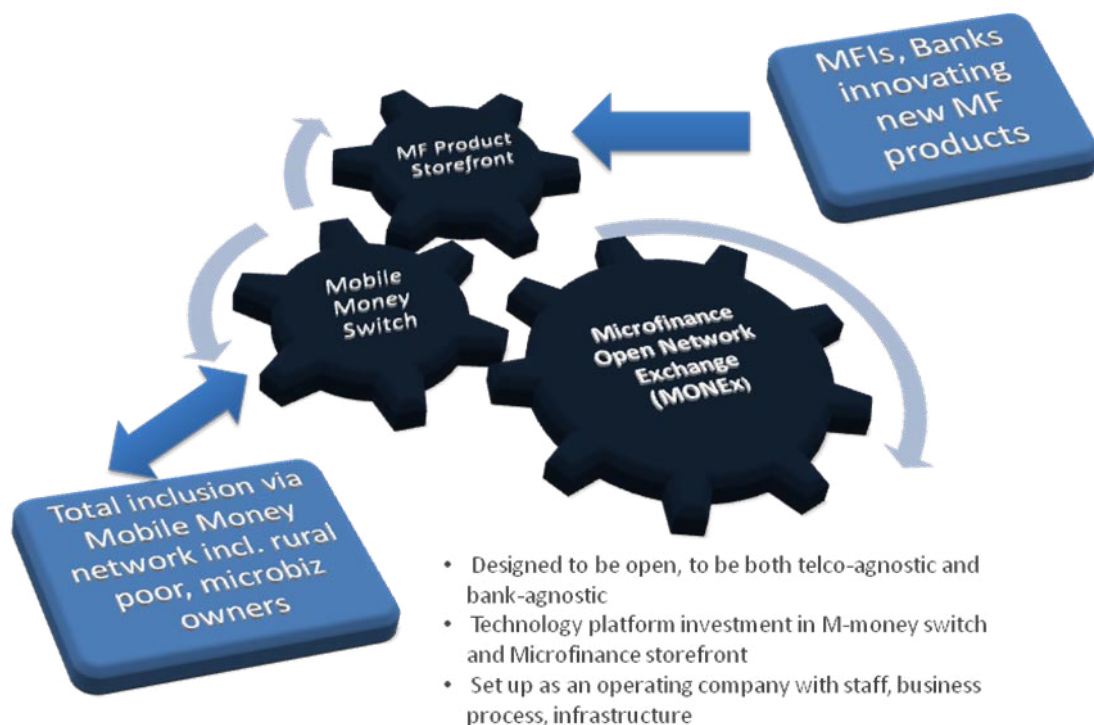 MFIs, Banks
innovating
new MF
products
MF Product
Storefront
Mobile
Money
Switch
Microfinance
Open Network
Exchange
(MONEx)
Total inclusion via
Mobile Money
network incl. rural
poor, microbiz
owners
• Designed to be open, to be both telco-agnostic and
bank-agnostic
• Technology platform investment in M-money switch
and Microfinance storefront
• Set up as an operating company with staff, business
process, infrastructure